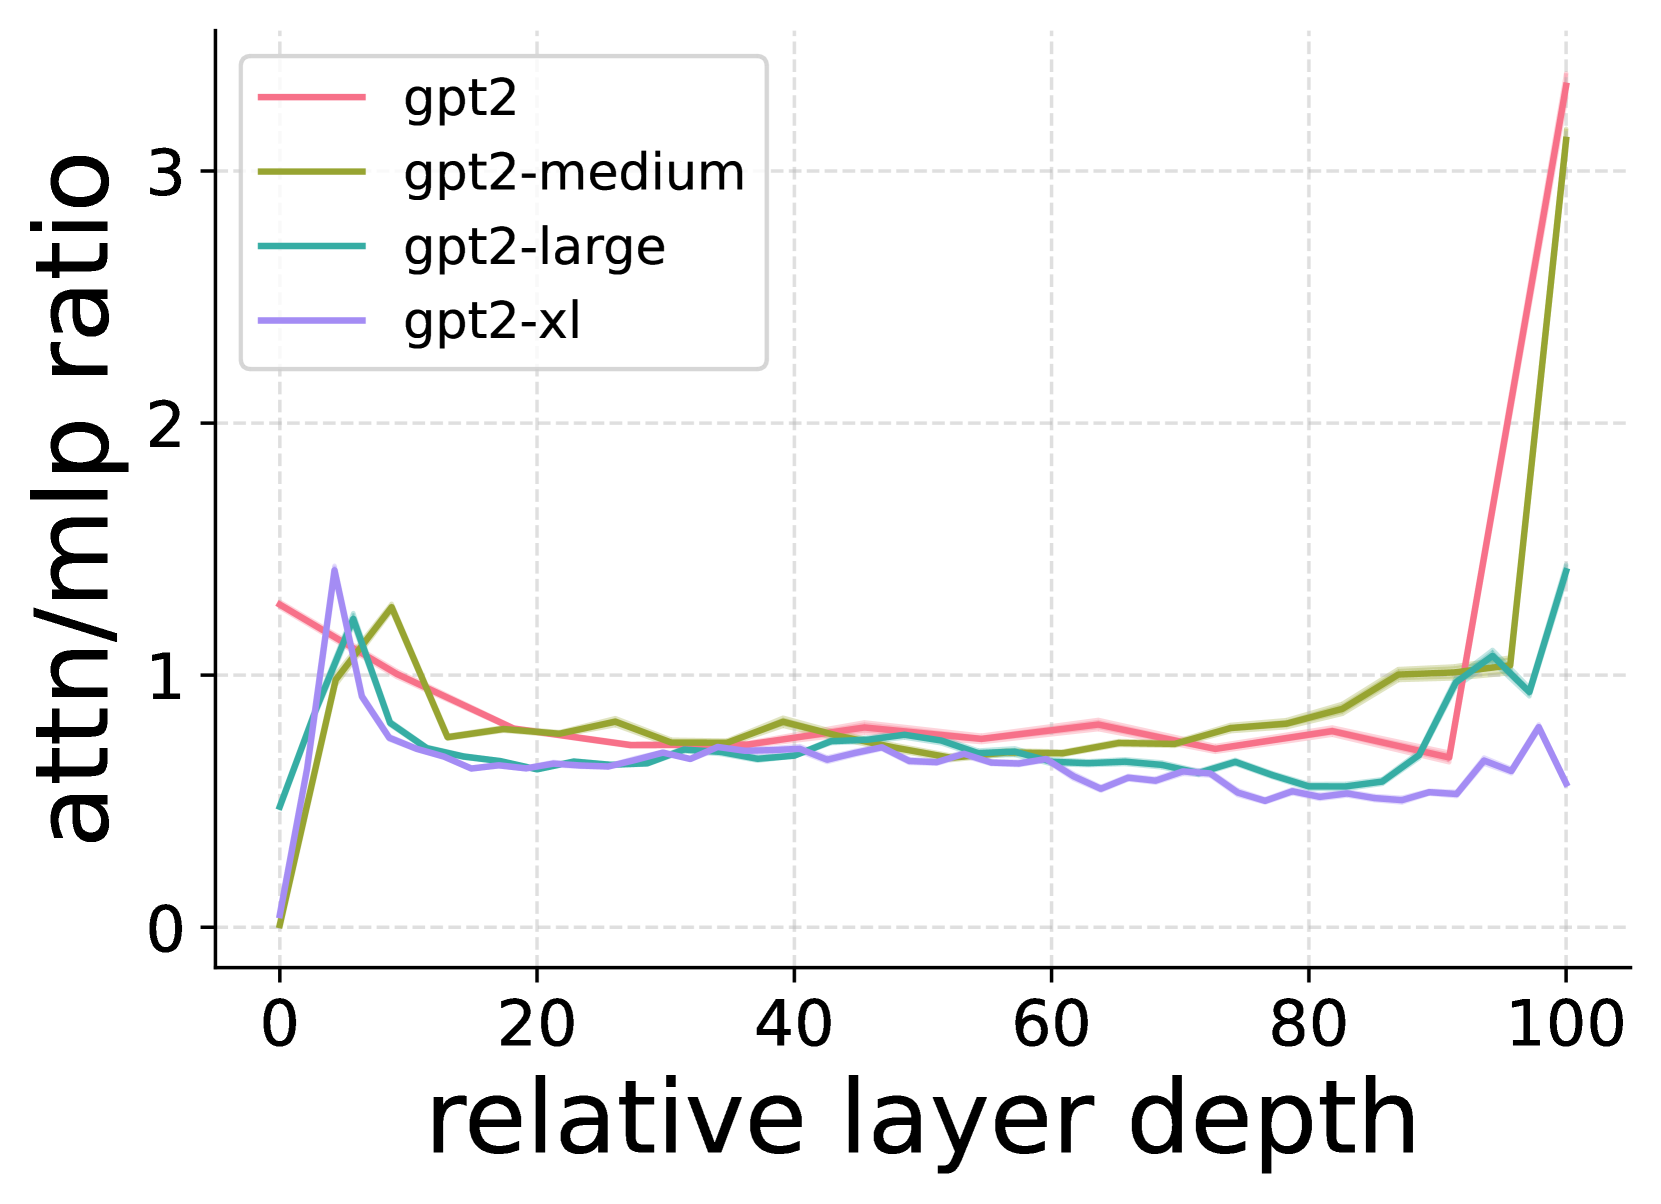 gpt2
gpt2-medium
gpt2-large
gpt2-xl
attn/mlp ratio
3
2
1
0
0 20 40 60 80 100
relative layer depth